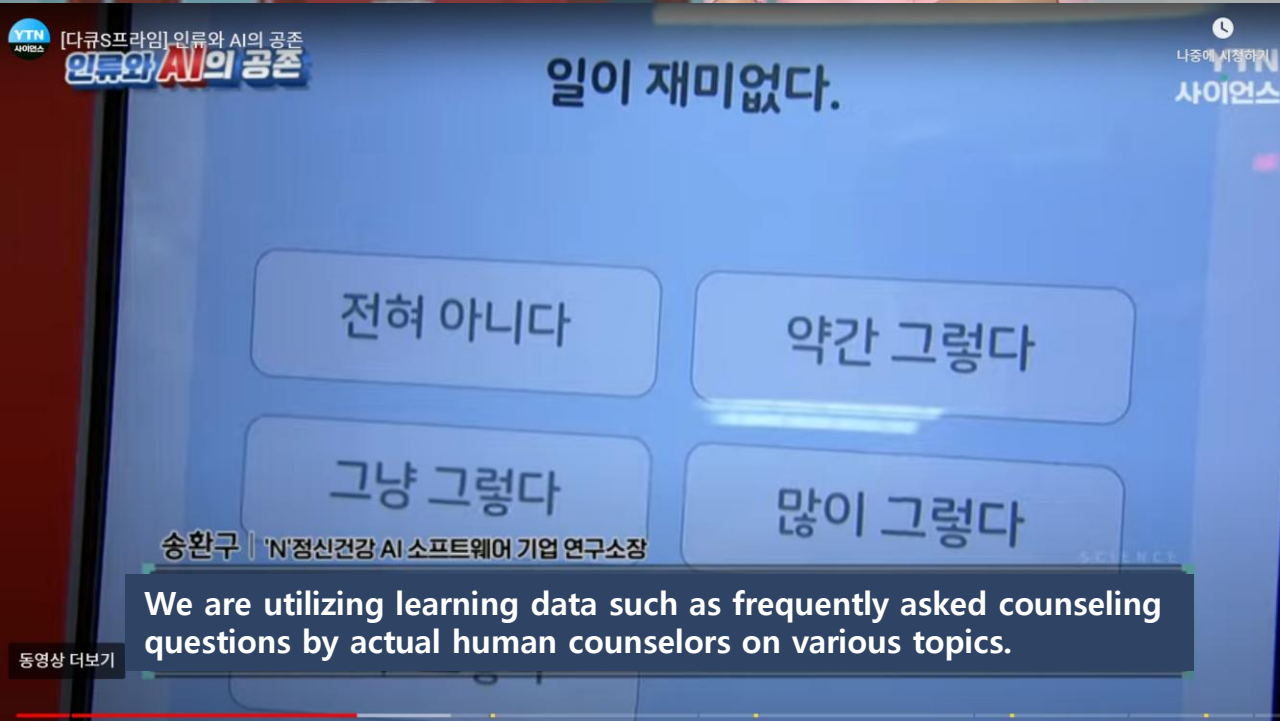 YTN
사이언스
[다큐S프라임] 인류와 AI의 공존
인류와 AI의 공존
나중에 시청하기
YTN
사이언스
일이 재미없다.
전혀 아니다
약간 그렇다
그냥 그렇다
많이 그렇다
송환구 | 'N'정신건강 AI 소프트웨어 기업 연구소장
SCIENCE
We are utilizing learning data such as frequently asked counseling
questions by actual human counselors on various topics.
동영상 더보기